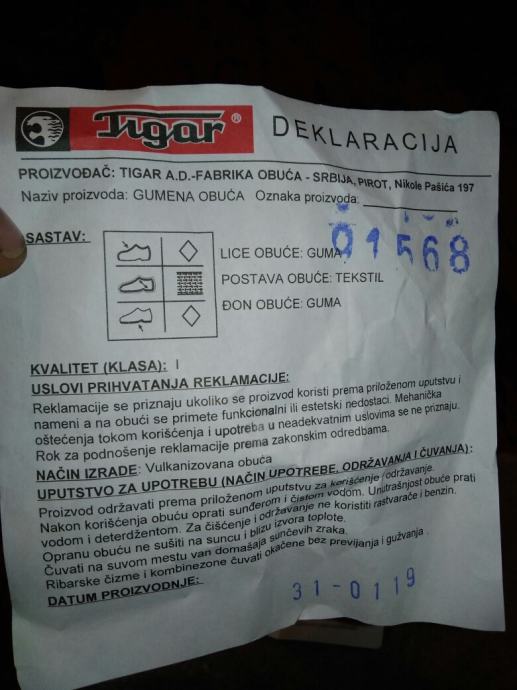 Tigar® DEKLARACIJA
PROIZVOĐAČ: TIGAR A.D.-FABRIKA OBUĆA - SRBIJA, PIROT, Nikole Pašića 197
Naziv proizvoda: GUMENA OBUĆA Oznaka proizvoda:
91568
SASTAV:
LICE OBUĆE: GUMA
POSTAVA OBUĆE: TEKSTIL
ĐON OBUĆE: GUMA
KVALITET (KLASA): I
USLOVI PRIHVATANJA REKLAMACIJE:
Reklamacije se priznaju ukoliko se proizvod koristi prema priloženom uputstvu i
nameni a na obući se primete funkcionalni ili estetski nedostaci. Mehanička
oštećenja tokom korišćenja i upotreba u neadekvatnim uslovima se ne priznaju.
Rok za podnošenje reklamacije prema zakonskim odredbama.
NAČIN IZRADE: Vulkanizovana obuća
UPUTSTVO ZA UPOTREBU (NAČIN UPOTREBE, ODRŽAVANJA I ČUVANJA):
Proizvod održavati prema priloženom uputstvu za korišćenje /održavanje.
Nakon korišćenja obuću oprati sunđerom i čistom vodom. Unutrašnjost obuće prati
vodom i deterdžentom. Za čišćenje i održavanje ne koristiti rastvarače i benzin.
Opranu obuću ne sušiti na suncu i blizu izvora toplote.
Čuvati na suvom mestu van domašaja sunčevih zraka.
Ribarske čizme i kombinezone čuvati okačene bez previjanja i gužvanja .
DATUM PROIZVODNJE:
31-0119